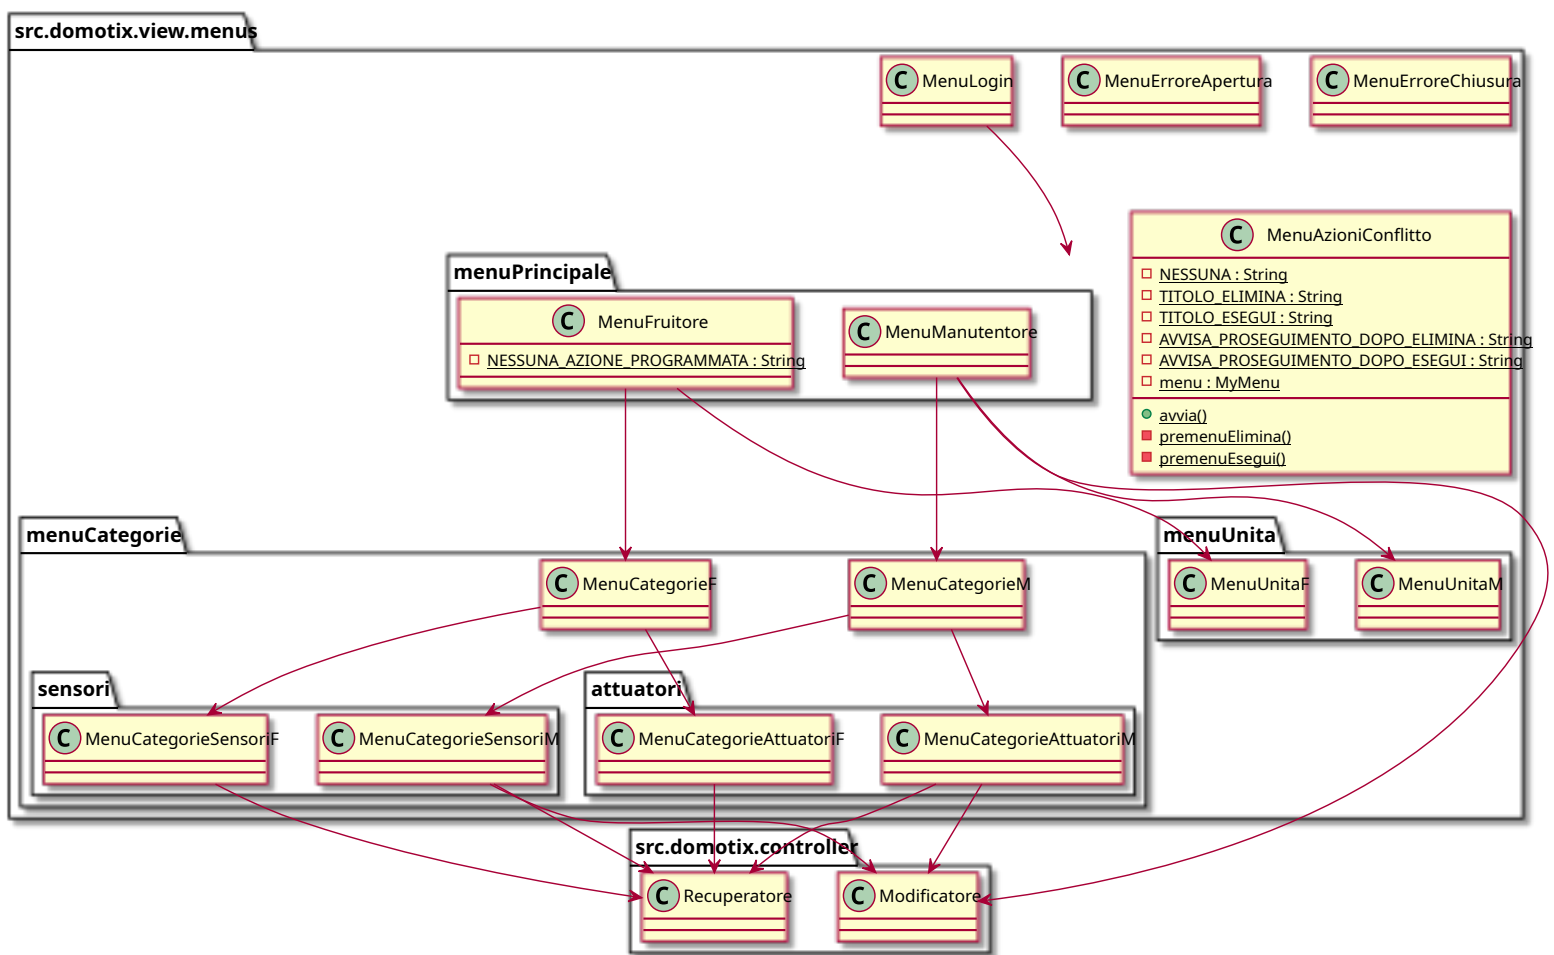 src.domotix.view.menus
C MenuLogin
C MenuErroreApertura
C MenuErroreChiusura
C MenuAzioniConflitto
NESSUNA : String
TITOLO_ELIMINA : String
TITOLO_ESEGUI : String
AVVISA_PROSEGUIMENTO_DOPO_ELIMINA : String
AVVISA_PROSEGUIMENTO_DOPO_ESEGUI : String
menu : MyMenu
avvia()
premenuElimina()
premenuEsegui()
menuPrincipale
C MenuFruitore
NESSUNA_AZIONE_PROGRAMMATA : String
C MenuManutentore
menuCategorie
C MenuCategorieF
C MenuCategorieM
menuUnita
C MenuUnitaF
C MenuUnitaM
sensori
C MenuCategorieSensoriF
C MenuCategorieSensoriM
attuatori
C MenuCategorieAttuatoriF
C MenuCategorieAttuatoriM
src.domotix.controller
C Recuperatore
C Modificatore